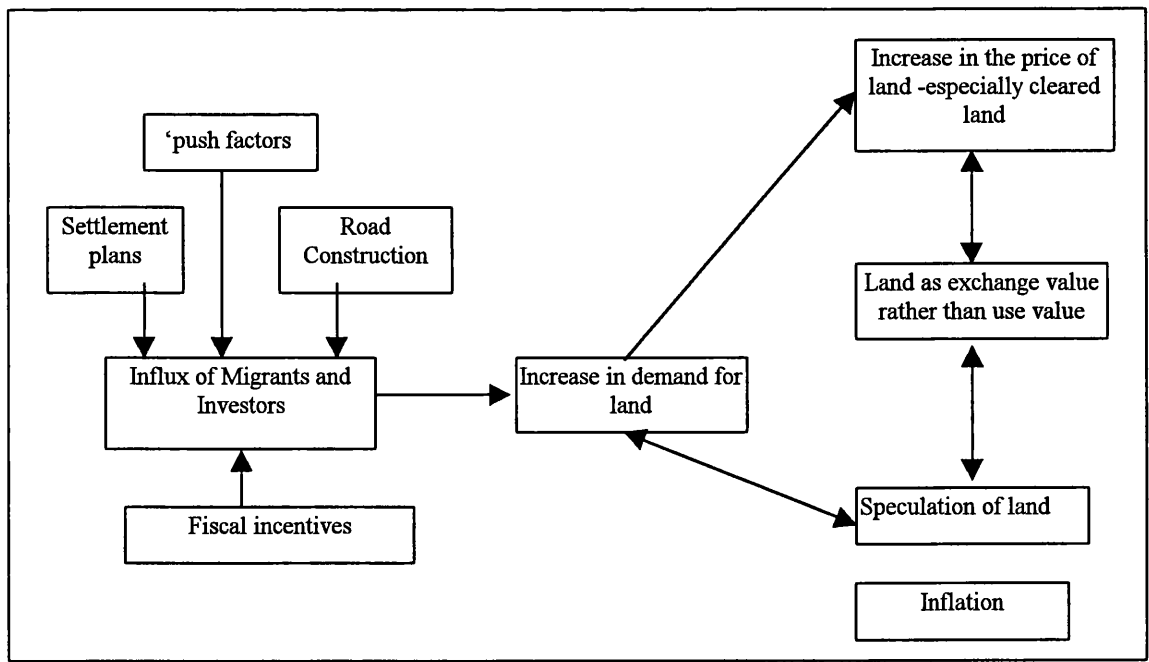 ‘push factors
Settlement
plans
Road
Construction
Influx of Migrants and
Investors
Fiscal incentives
Increase in demand for
land
Increase in the price of
land -especially cleared
land
Land as exchange value
rather than use value
Speculation of land
Inflation